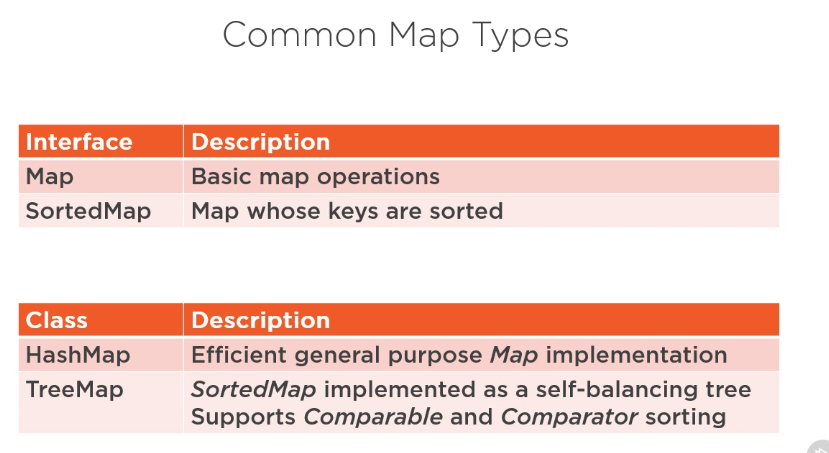 Common Map Types
Interface Description
Map Basic map operations
SortedMap Map whose keys are sorted
Class Description
HashMap Efficient general purpose Map implementation
TreeMap SortedMap implemented as a self-balancing tree
Supports Comparable and Comparator sorting